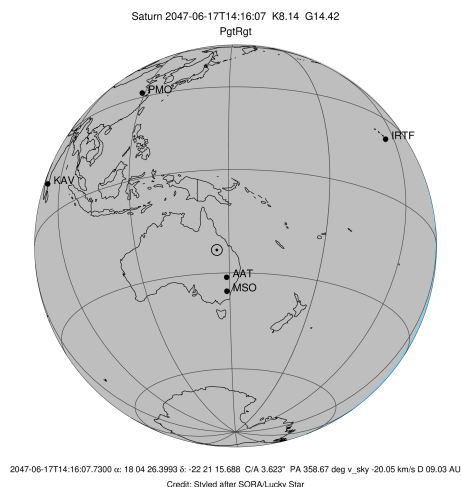 Saturn 2047-06-17T14:16:07 K8.14 G14.42
PgtRgt
PMO
IRTF
KAV
AAT
MSO
2047-06-17T14:16:07.7300 α: 18 04 26.3993 δ: -22 21 15.688 C/A 3.623" PA 358.67 deg v_sky -20.05 km/s D 09.03 AU
Credit: Styled after SORA/Lucky Star